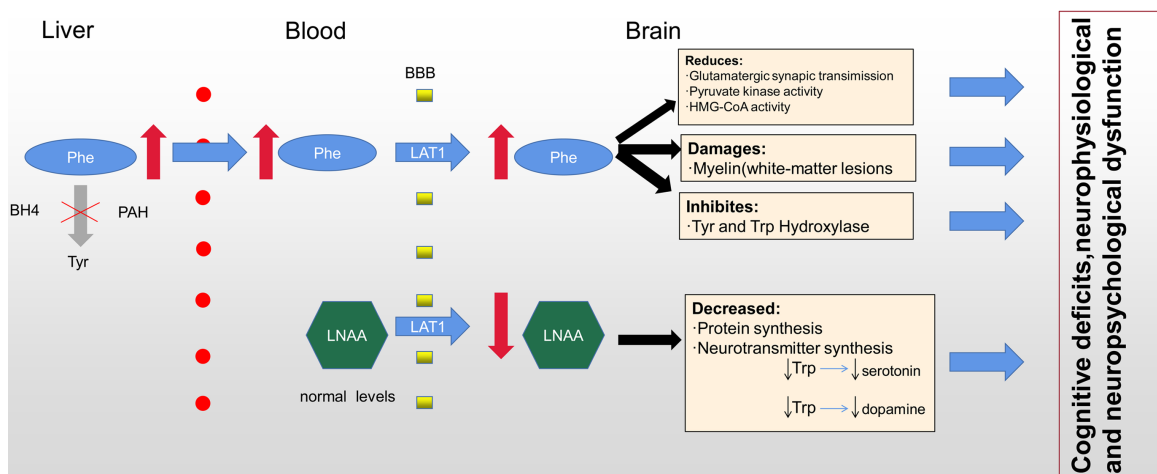 Liver
Blood
Brain
BBB
Reduces:
·Glutamatergic synaptic transimission
·Pyruvate kinase activity
·HMG-CoA activity
Phe
Phe
LAT1
Phe
Damages:
·Myelin(white-matter lesions
BH4
PAH
Inhibites:
·Tyr and Trp Hydroxylase
Tyr
LNAA
LAT1
LNAA
normal levels
Decreased:
·Protein synthesis
·Neurotransmitter synthesis
↓Trp → ↓ serotonin
↓Trp → ↓ dopamine
Cognitive deficits,neurophysiological
and neuropsychological dysfunction